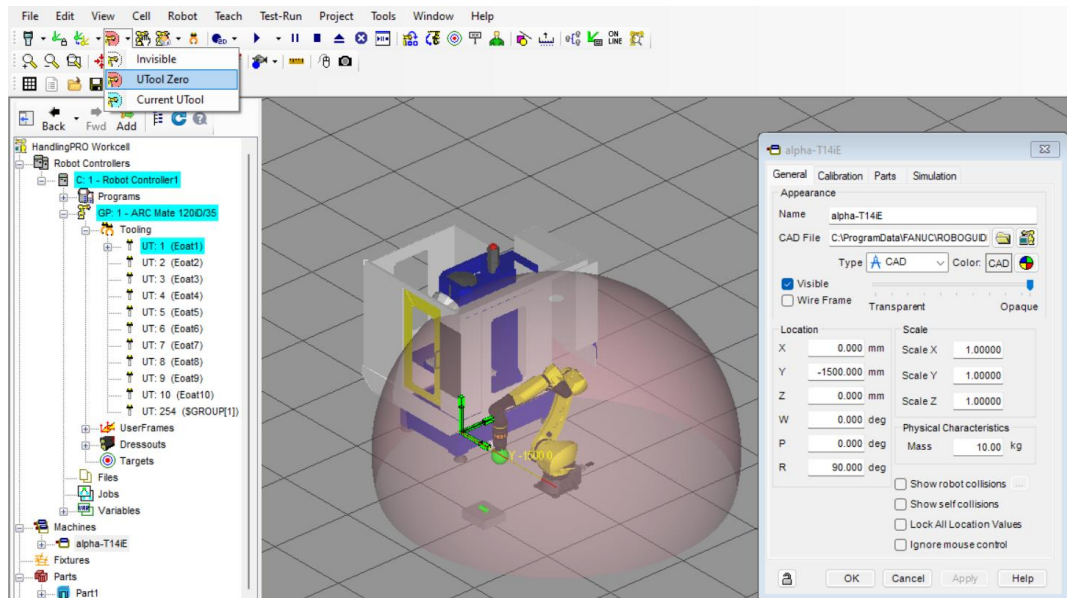 File Edit View Cell Robot Teach Test-Run Project Tools Window Help
2D
ON LINE
Invisible
UTool Zero
Current UTool
Back Fwd Add
HandlingPRO Workcell
Robot Controllers
C: 1 - Robot Controller1
Programs
GP: 1 - ARC Mate 120iD/35
Tooling
UT: 1 (Eoat1)
UT: 2 (Eoat2)
UT: 3 (Eoat3)
UT: 4 (Eoat4)
UT: 5 (Eoat5)
UT: 6 (Eoat6)
UT: 7 (Eoat7)
UT: 8 (Eoat8)
UT: 9 (Eoat9)
UT: 10 (Eoat10)
UT: 254 ($GROUP[1])
UserFrames
Dressouts
Targets
Files
Jobs
Variables
Machines
alpha-T14iE
Fixtures
Parts
Part1
Y -1500.0
alpha-T14iE
General Calibration Parts Simulation
Appearance
Name alpha-T14iE
CAD File C:\ProgramData\FANUC\ROBOGUID
Type CAD Color: CAD
Visible
Wire Frame Transparent Opaque
Location Scale
X 0.000 mm Scale X 1.00000
Y -1500.000 mm Scale Y 1.00000
Z 0.000 mm Scale Z 1.00000
W 0.000 deg Physical Characteristics
P 0.000 deg Mass 10.00 kg
R 90.000 deg
Show robot collisions ...
Show self collisions
Lock All Location Values
Ignore mouse control
OK Cancel Apply Help